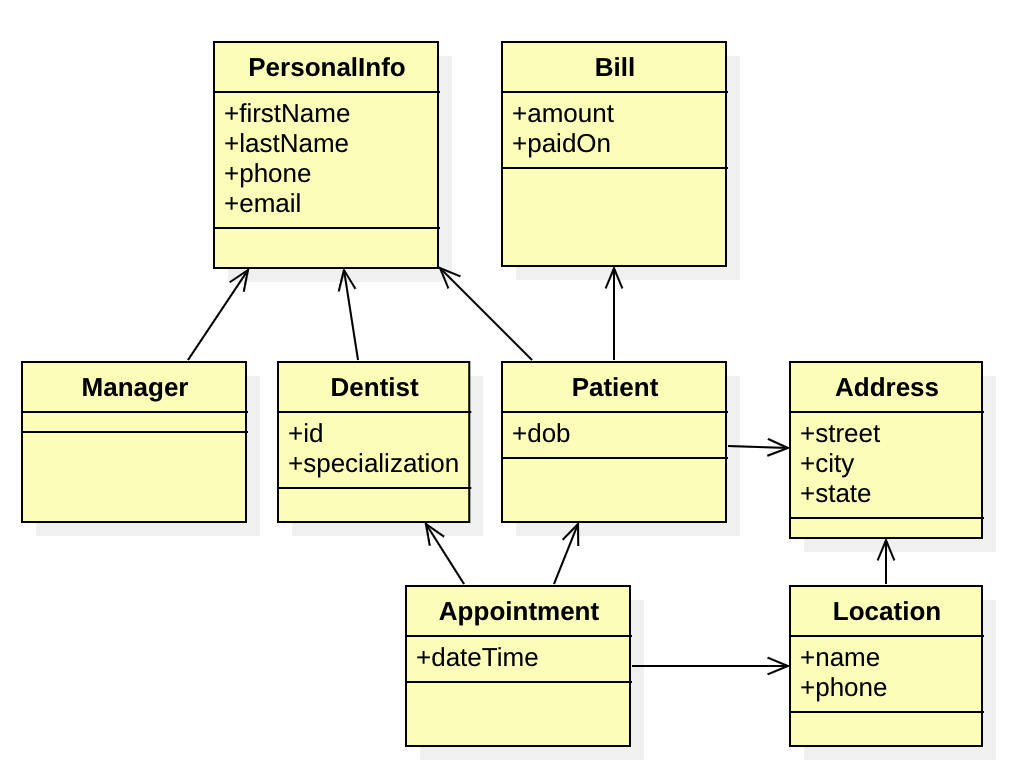 PersonalInfo
+firstName
+lastName
+phone
+email
Bill
+amount
+paidOn
Manager
Dentist
+id
+specialization
Patient
+dob
Address
+street
+city
+state
Appointment
+dateTime
Location
+name
+phone